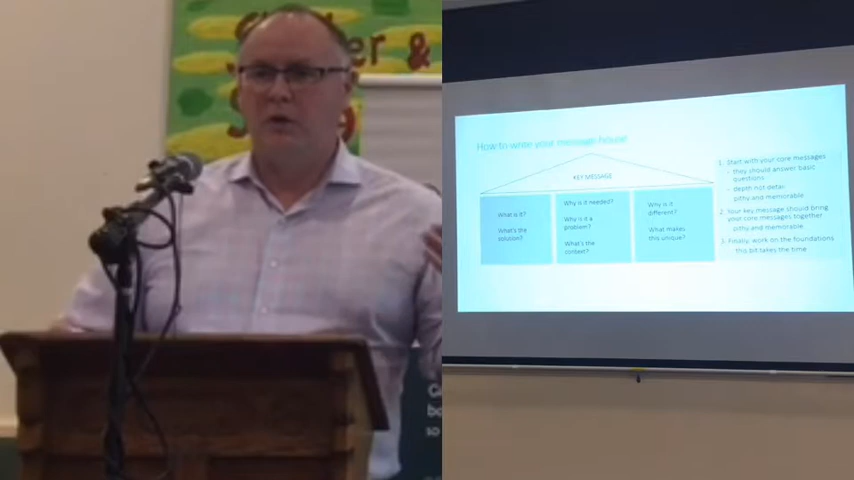 er &
How to write your message house
KEY MESSAGE
What is it?
What's the
solution?
Why is it needed?
Why is it a
problem?
What's the
context?
Why is it
different?
What makes
this unique?
1. Start with your core messages
- they should answer basic
questions
- depth not detail
pithy and memorable
2. Your key message should bring
your core messages together
pithy and memorable
3. Finally, work on the foundations
this bit takes the time
so